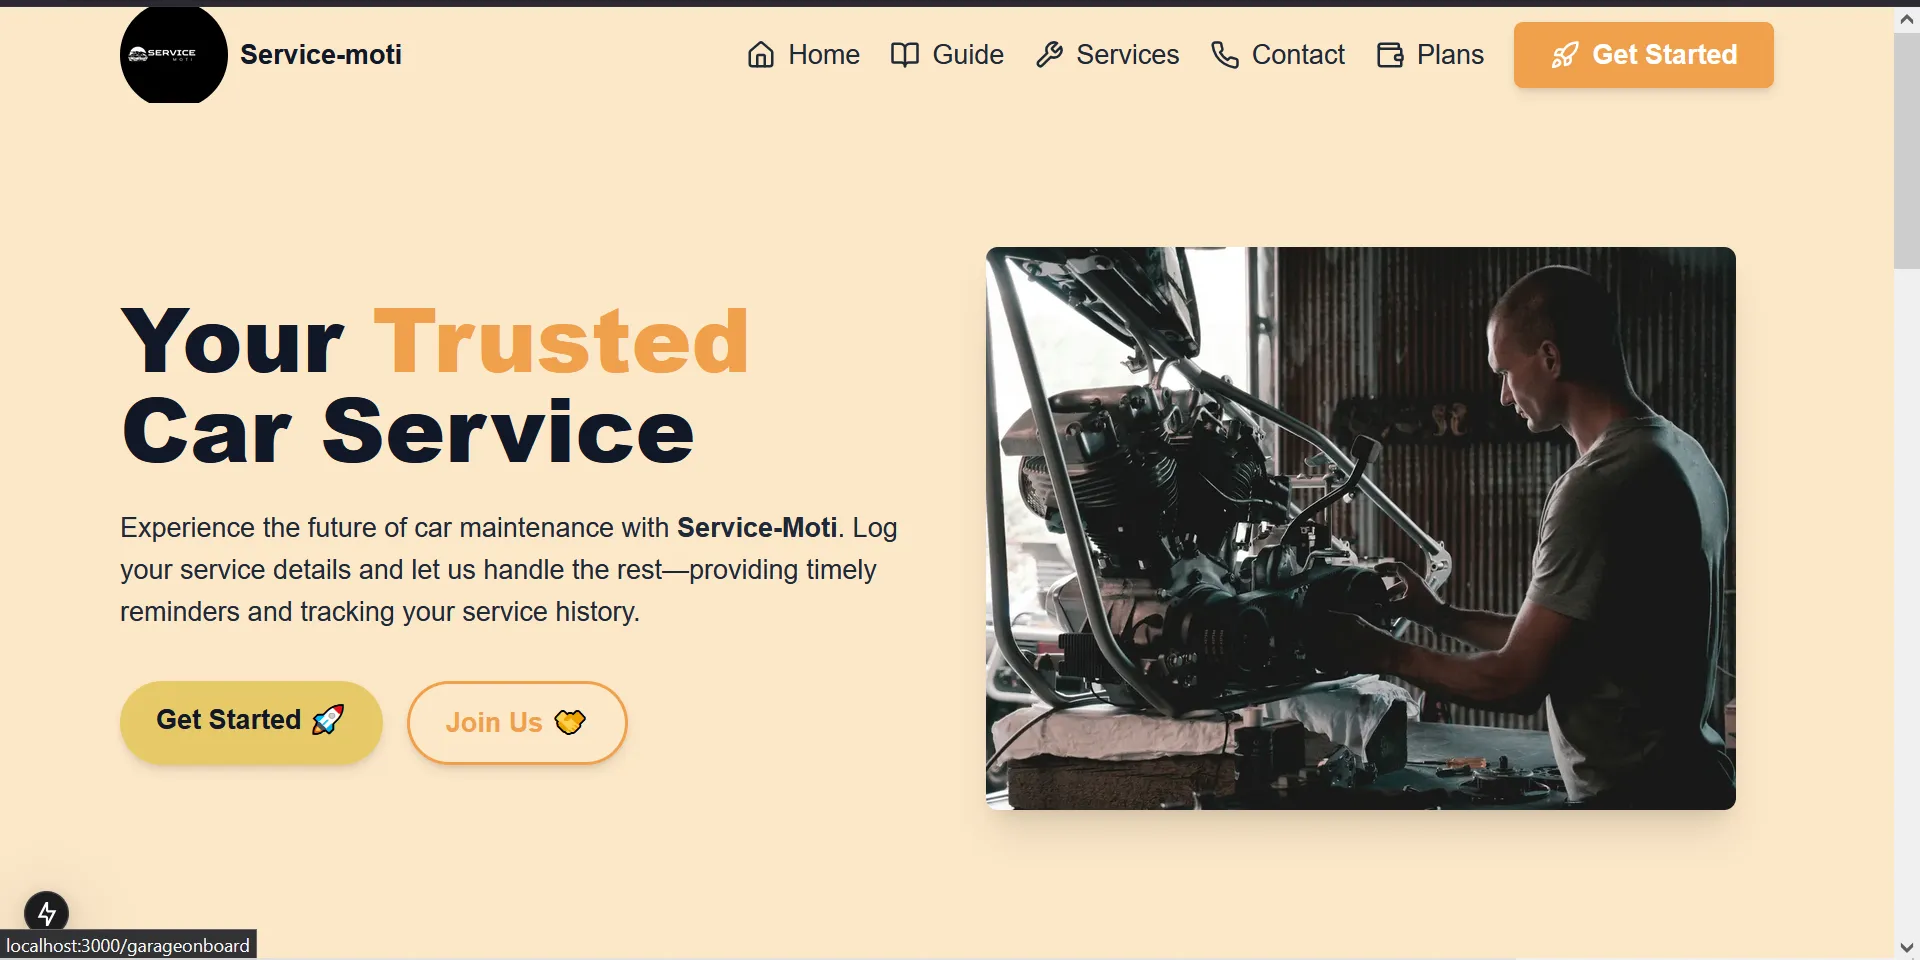 SERVICE
MOTI
Service-moti
Home
Guide
Services
Contact
Plans
Get Started
Your Trusted
Car Service
Experience the future of car maintenance with Service-Moti. Log
your service details and let us handle the rest—providing timely
reminders and tracking your service history.
Get Started 🚀
Join Us 🤝
localhost:3000/garageonboard